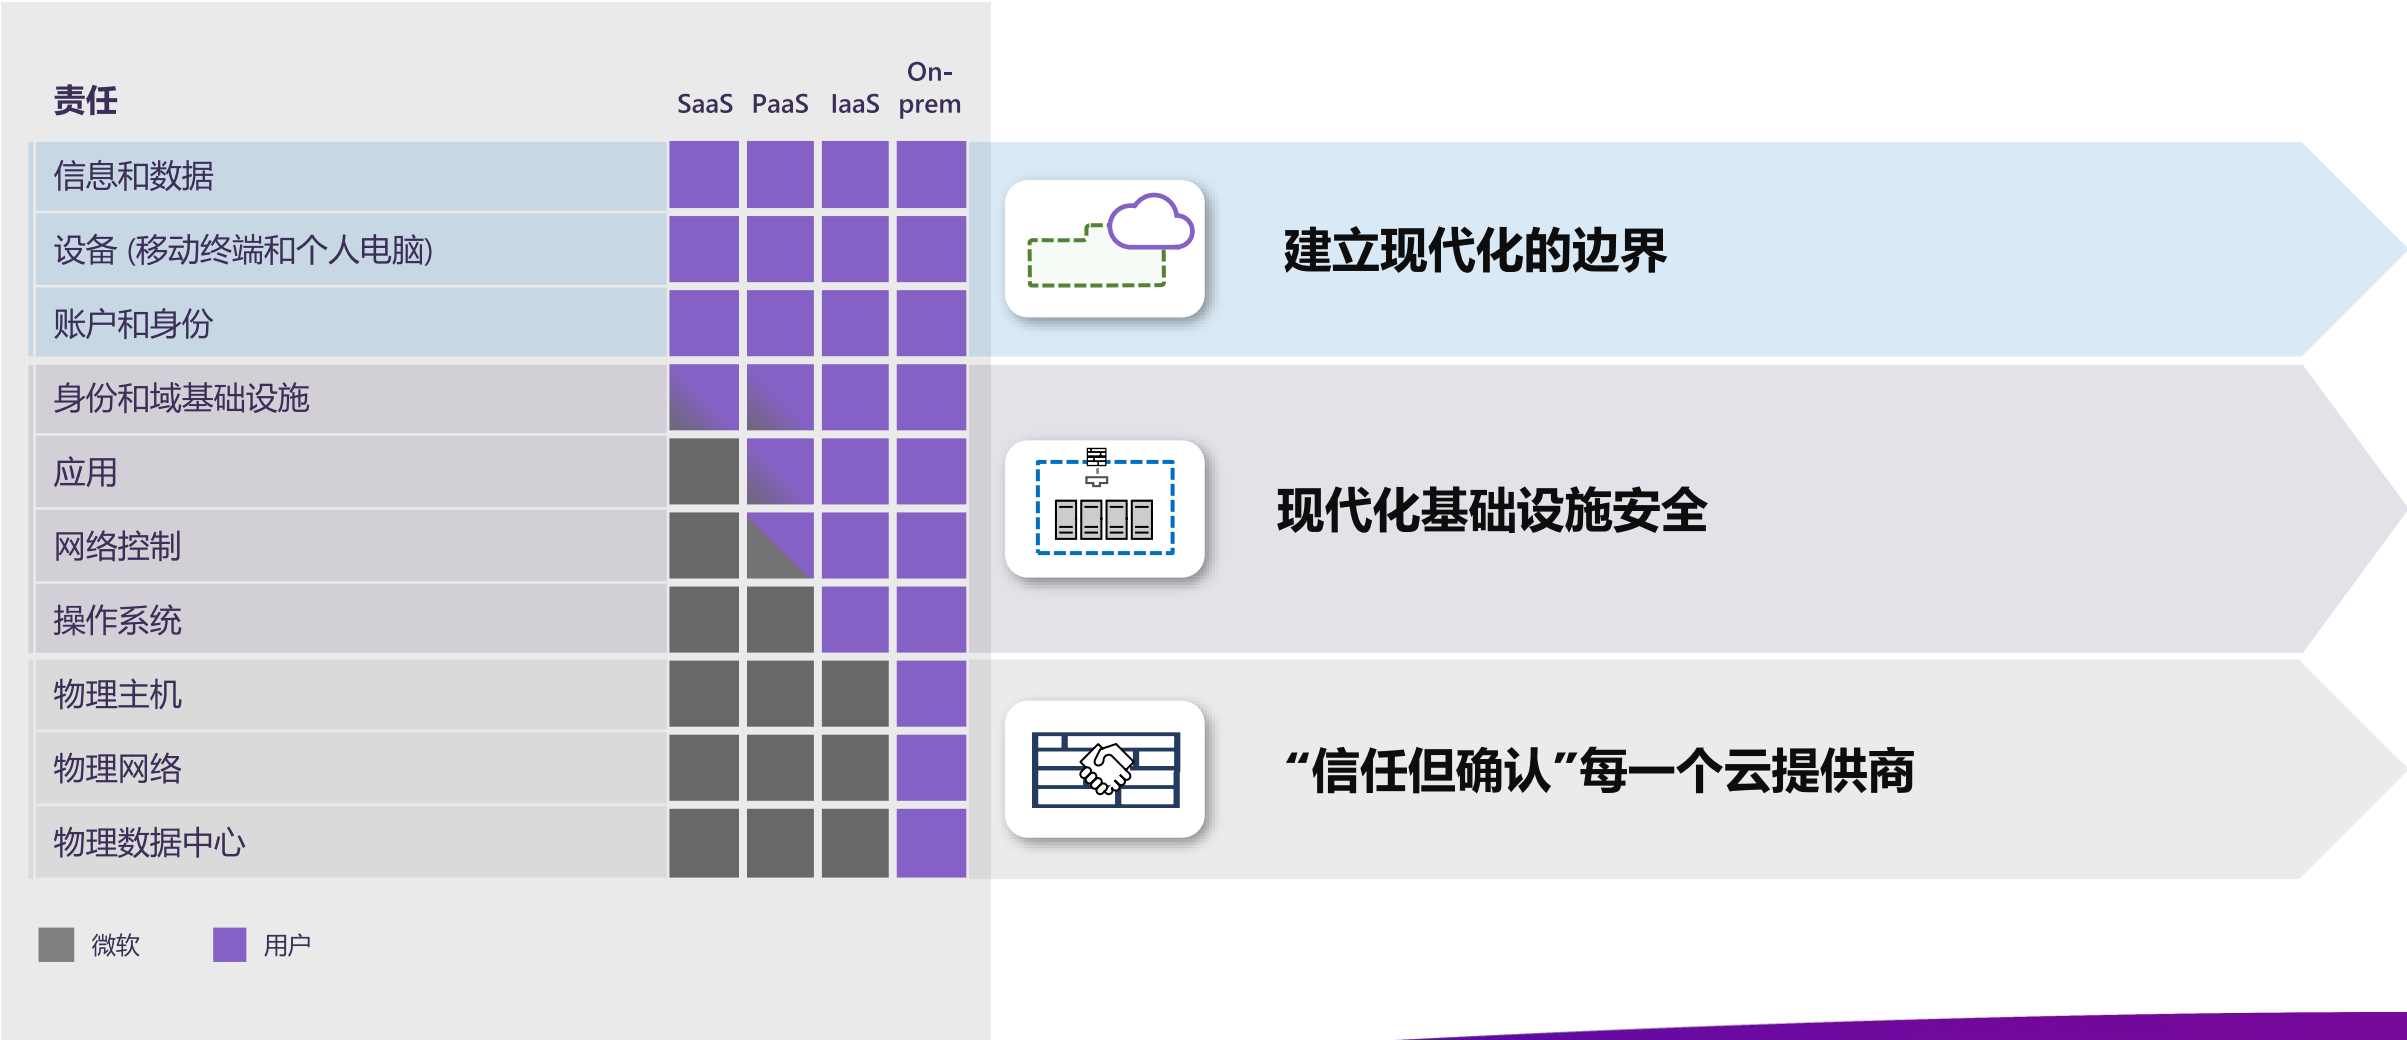 责任
SaaS PaaS IaaS On-prem
信息和数据
设备 (移动终端和个人电脑)
账户和身份
建立现代化的边界
身份和域基础设施
应用
网络控制
操作系统
现代化基础设施安全
物理主机
物理网络
物理数据中心
“信任但确认”每一个云提供商
微软 用户